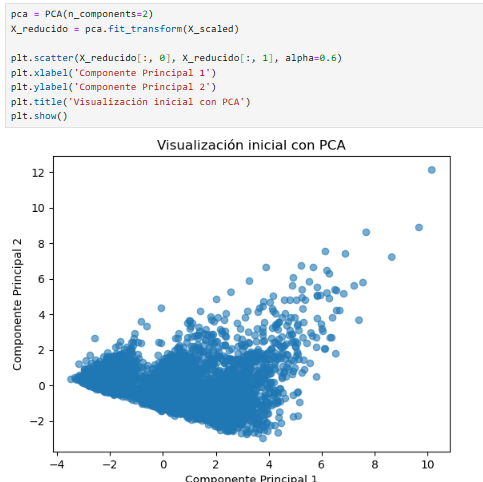 pca = PCA(n_components=2)
X_reducido = pca.fit_transform(X_scaled)
plt.scatter(X_reducido[:, 0], X_reducido[:, 1], alpha=0.6)
plt.xlabel('Componente Principal 1')
plt.ylabel('Componente Principal 2')
plt.title('Visualización inicial con PCA')
plt.show()
Visualización inicial con PCA
Componente Principal 2
12
10
8
6
4
2
0
−2
−4 −2 0 2 4 6 8 10
Componente Principal 1